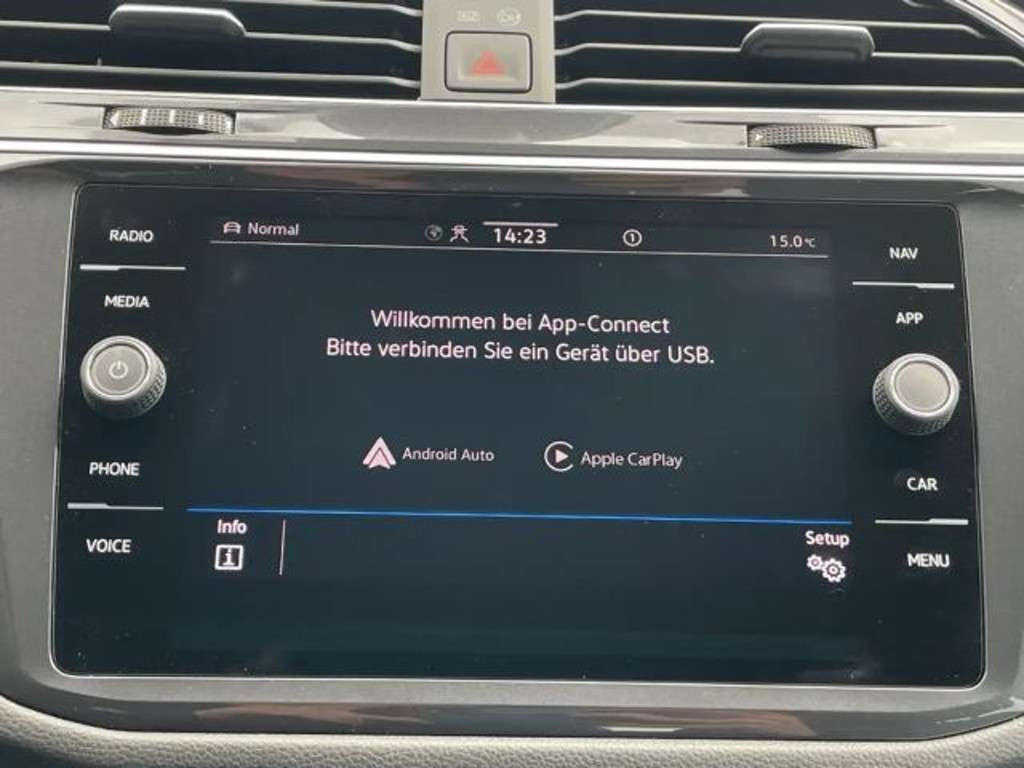 RADIO
MEDIA
PHONE
VOICE
Normal
14:23
1
15.0°C
Willkommen bei App-Connect
Bitte verbinden Sie ein Gerät über USB.
Android Auto
Apple CarPlay
Info
i
Setup
NAV
APP
CAR
MENU